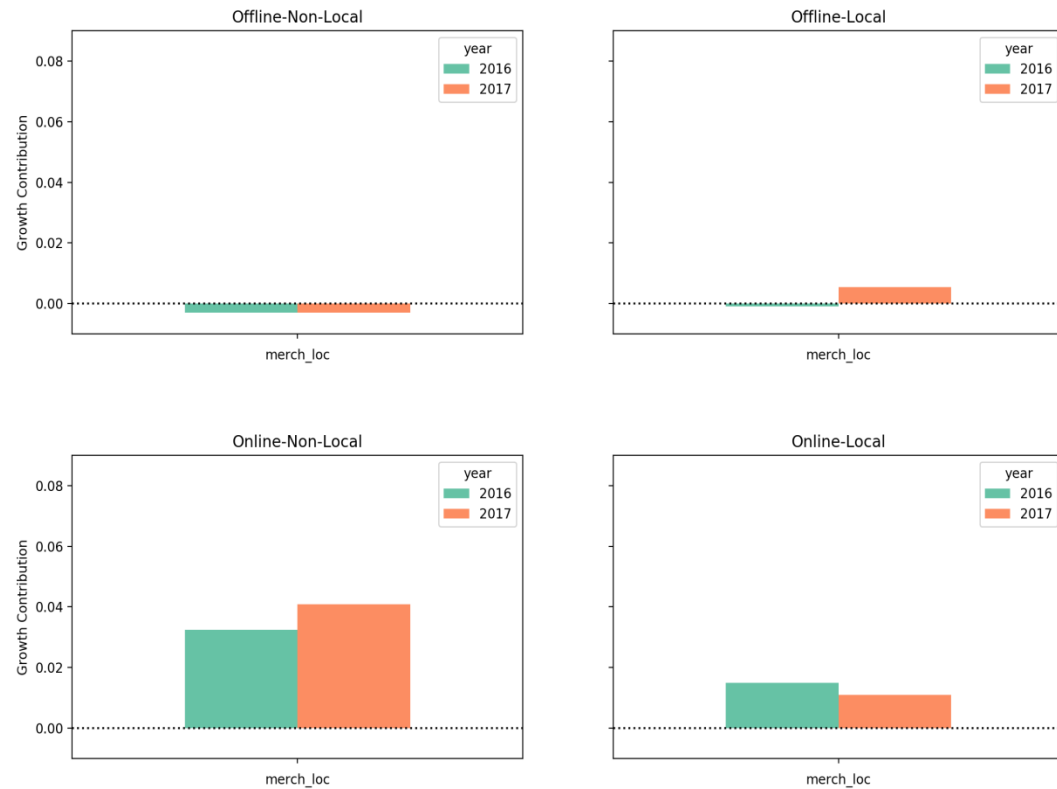 Offline-Non-Local
Offline-Local
year
2016
2017
year
2016
2017
Growth Contribution
0.08
0.06
0.04
0.02
0.00
merch_loc
merch_loc
Online-Non-Local
Online-Local
year
2016
2017
year
2016
2017
Growth Contribution
0.08
0.06
0.04
0.02
0.00
merch_loc
merch_loc